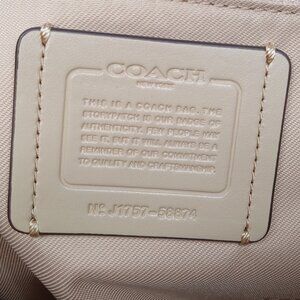 COACH
NEW YORK
THIS IS A COACH BAG. THE
STORYPATCH IS OUR BADGE OF
AUTHENTICITY. FEW PEOPLE MAY
SEE IT, BUT IT WILL ALWAYS BE A
REMINDER OF OUR COMMITMENT
TO QUALITY AND CRAFTSMANSHIP.
Nº J1757-58874